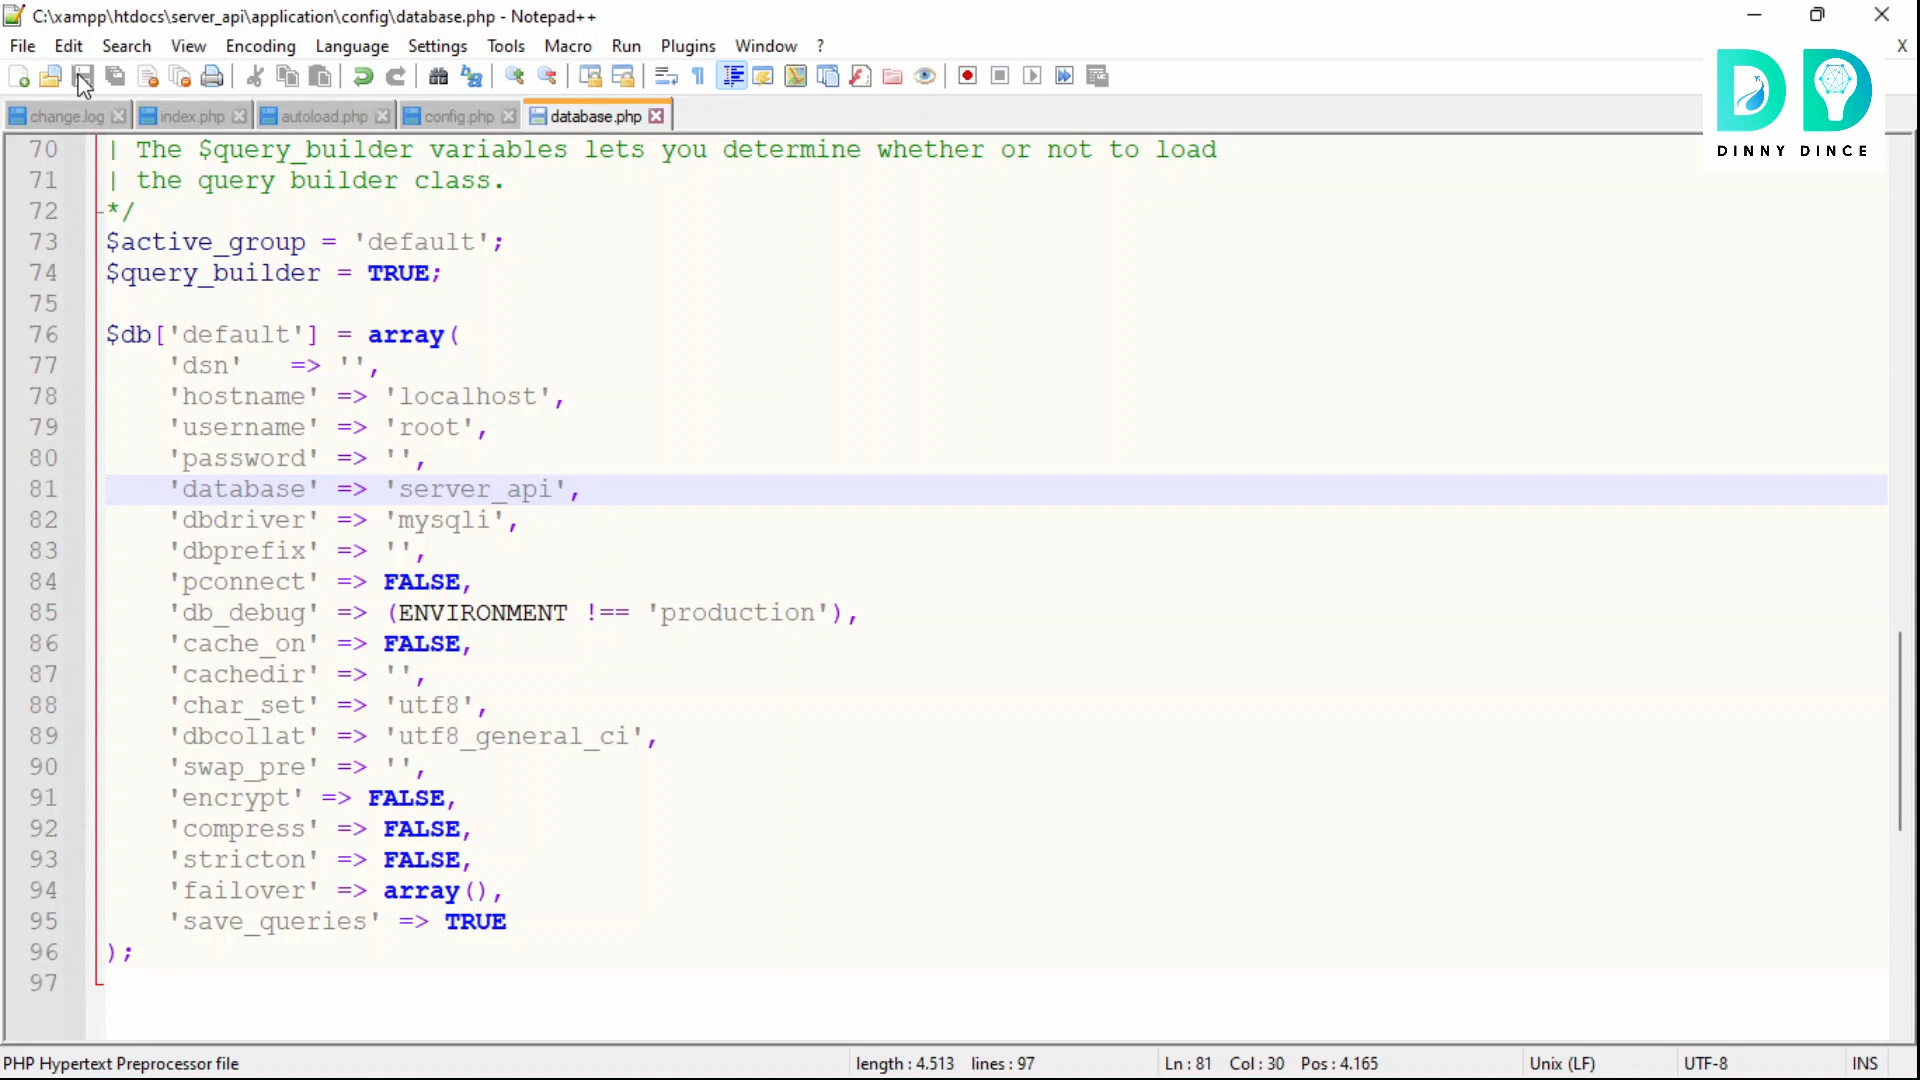 C:\xampp\htdocs\server_api\application\config\database.php - Notepad++
File Edit Search View Encoding Language Settings Tools Macro Run Plugins Window ? X
change.log index.php autoload.php config.php database.php
DINNY DINCE
70 | The $query_builder variables lets you determine whether or not to load
71 | the query builder class.
72 */
73 $active_group = 'default';
74 $query_builder = TRUE;
75
76 $db['default'] = array(
77 'dsn' => '',
78 'hostname' => 'localhost',
79 'username' => 'root',
80 'password' => '',
81 'database' => 'server_api',
82 'dbdriver' => 'mysqli',
83 'dbprefix' => '',
84 'pconnect' => FALSE,
85 'db_debug' => (ENVIRONMENT !== 'production'),
86 'cache_on' => FALSE,
87 'cachedir' => '',
88 'char_set' => 'utf8',
89 'dbcollat' => 'utf8_general_ci',
90 'swap_pre' => '',
91 'encrypt' => FALSE,
92 'compress' => FALSE,
93 'stricton' => FALSE,
94 'failover' => array(),
95 'save_queries' => TRUE
96 );
97
PHP Hypertext Preprocessor file length : 4.513 lines : 97 Ln : 81 Col : 30 Pos : 4.165 Unix (LF) UTF-8 INS